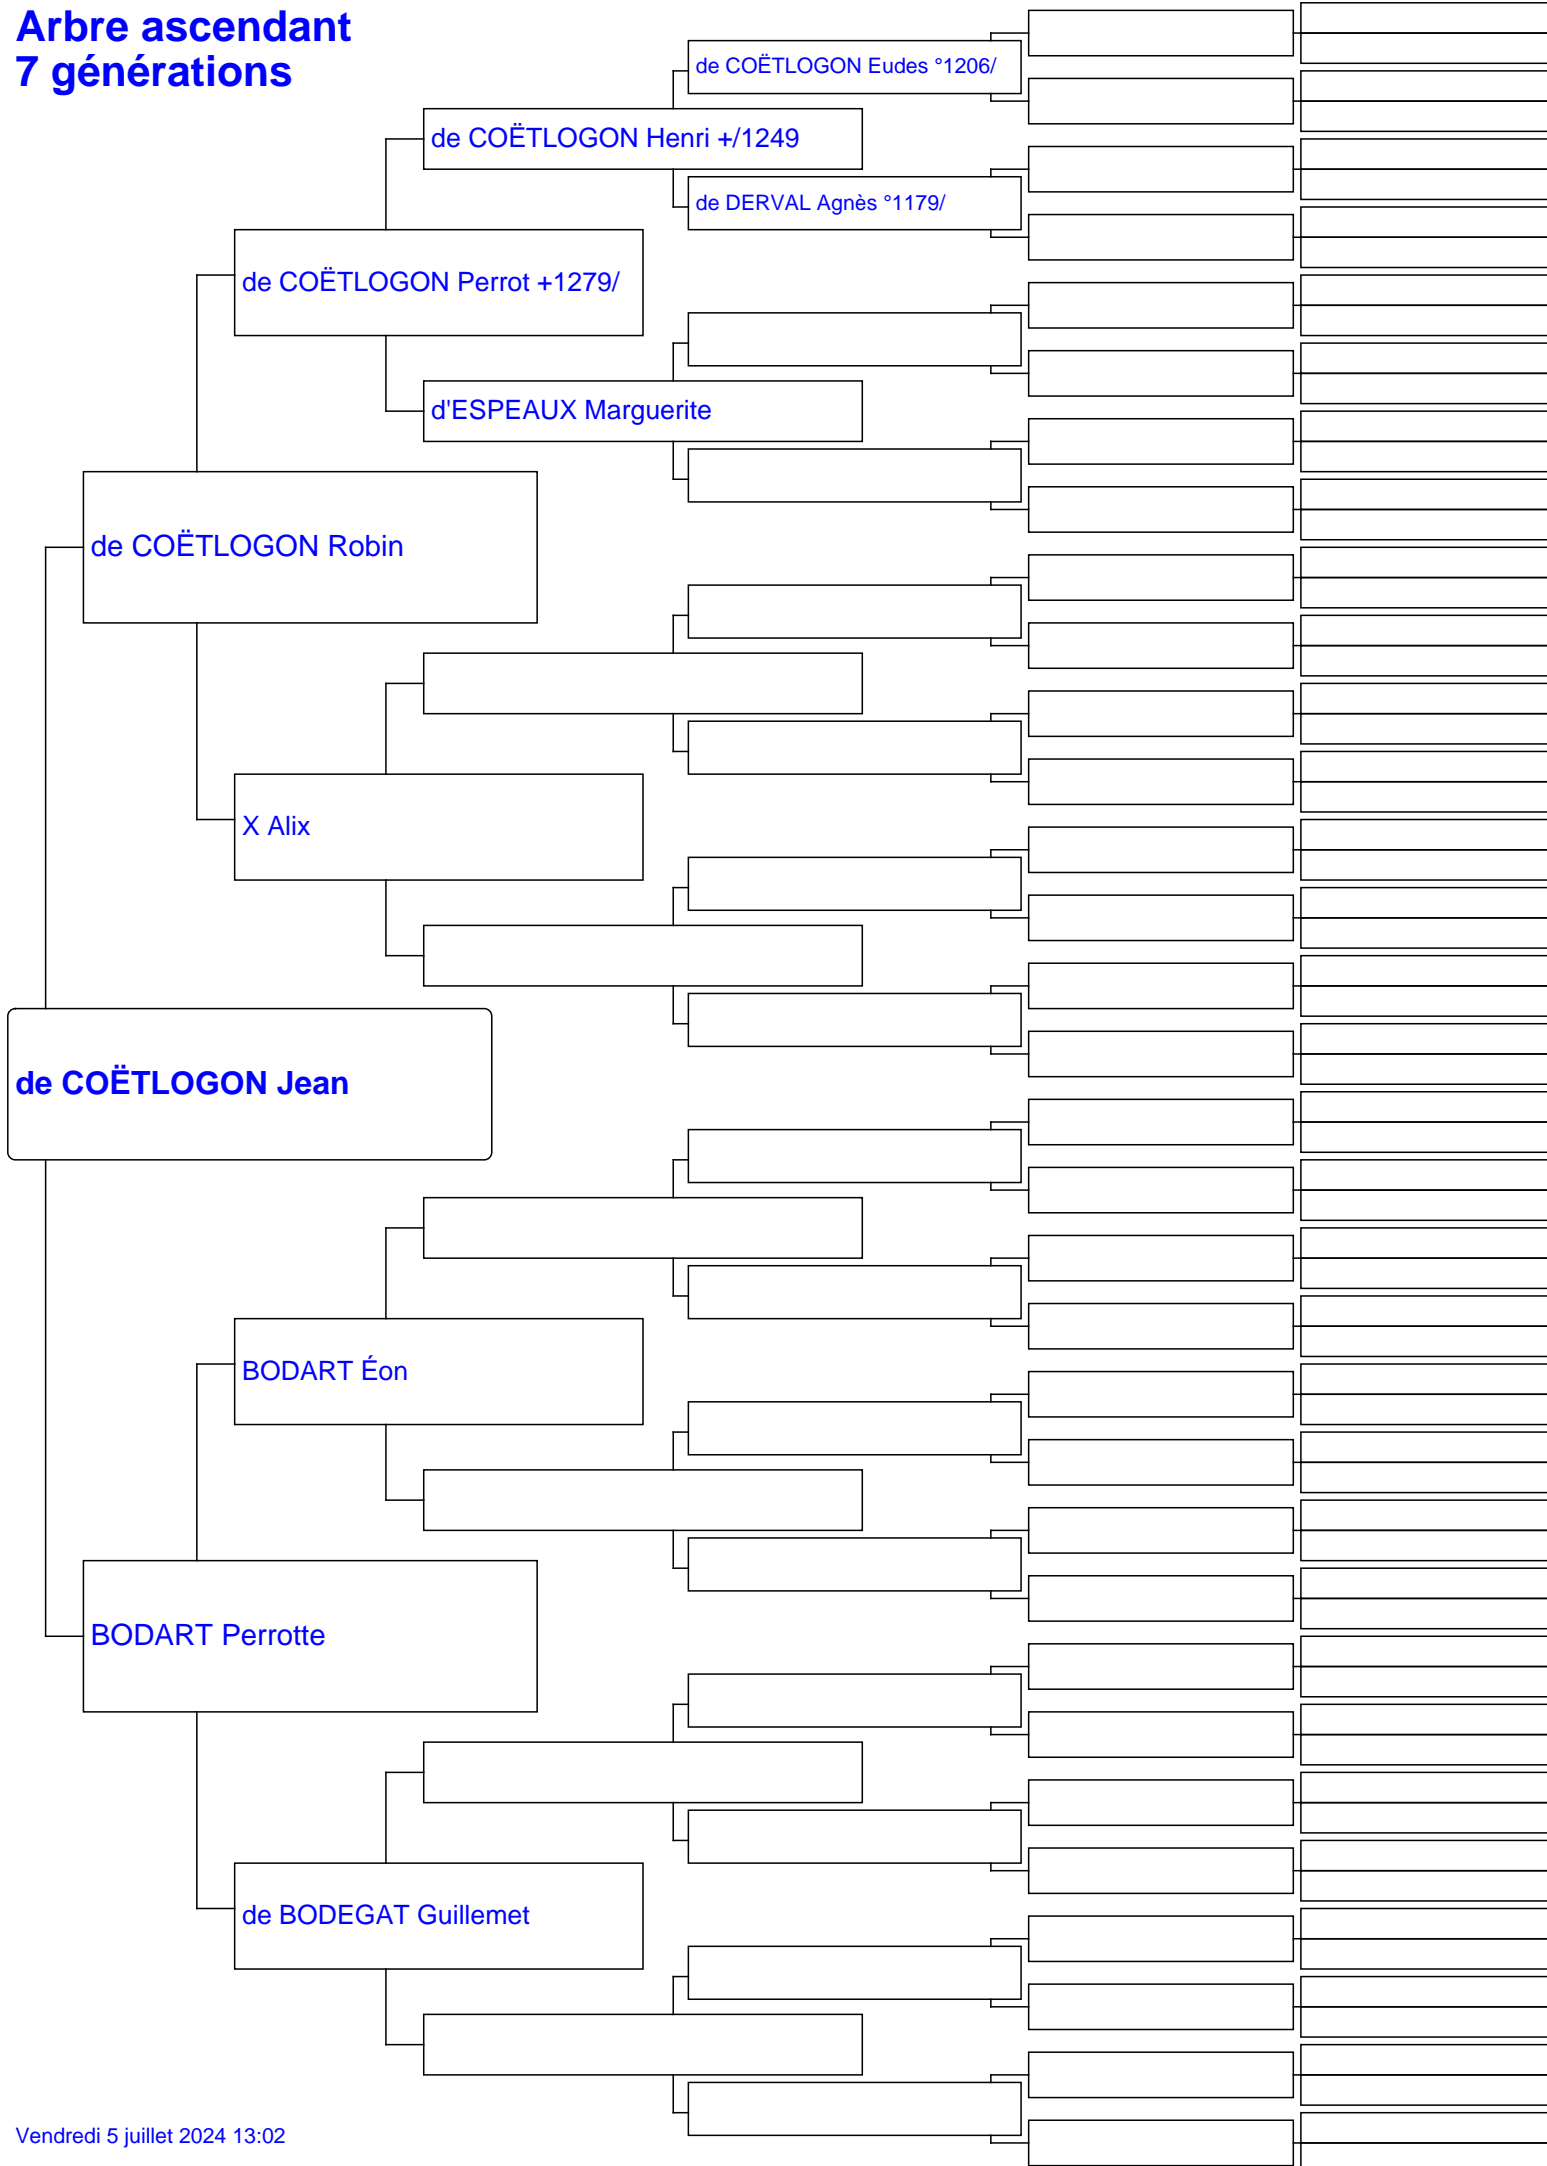 Arbre ascendant
7 générations
de COËTLOGON Eudes °1206/
de COËTLOGON Henri +/1249
de DERVAL Agnès °1179/
de COËTLOGON Perrot +1279/
d'ESPEAUX Marguerite
de COËTLOGON Robin
X Alix
de COËTLOGON Jean
BODART Éon
BODART Perrotte
de BODEGAT Guillemet
Vendredi 5 juillet 2024 13:02